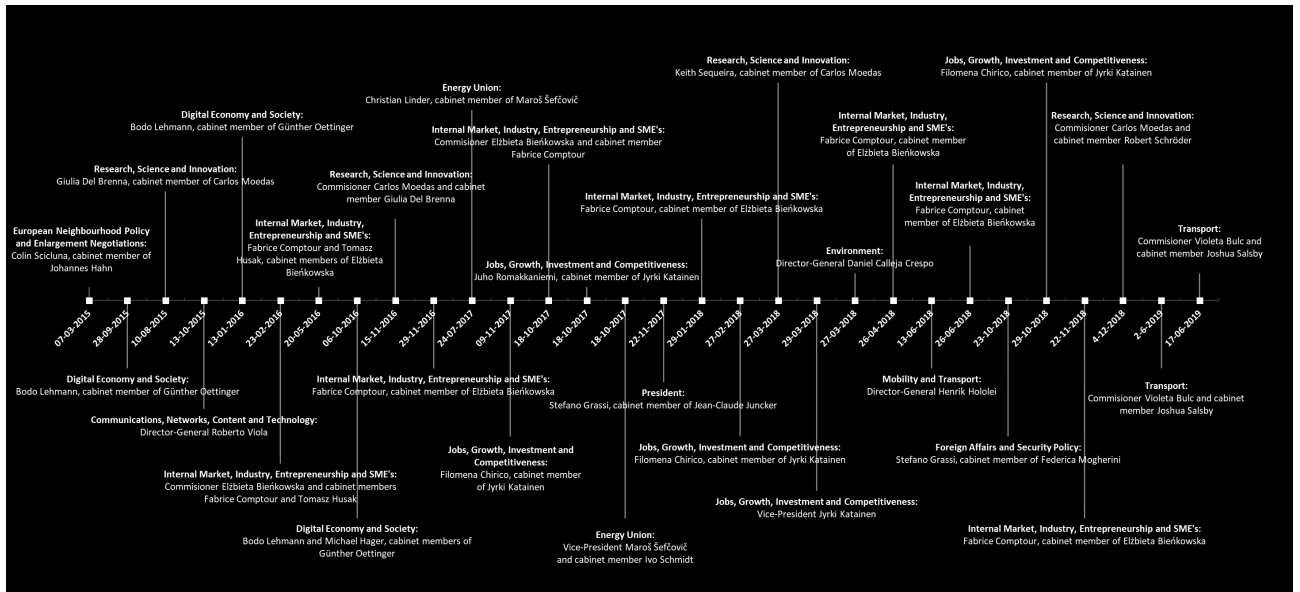 Research, Science and Innovation:
Keith Sequeira, cabinet member of Carlos Moedas
Jobs, Growth, Investment and Competitiveness:
Filomena Chirico, cabinet member of Jyrki Katainen
Energy Union:
Christian Linder, cabinet member of Maroš Šefčovič
Digital Economy and Society:
Bodo Lehmann, cabinet member of Günther Oettinger
Internal Market, Industry, Entrepreneurship and SME's:
Commisioner Elżbieta Bieńkowska and cabinet member
Fabrice Comptour
Internal Market, Industry,
Entrepreneurship and SME's:
Fabrice Comptour, cabinet member
of Elżbieta Bieńkowska
Research, Science and Innovation:
Commisioner Carlos Moedas and
cabinet member Robert Schröder
Research, Science and Innovation:
Giulia Del Brenna, cabinet member of Carlos Moedas
Research, Science and Innovation:
Commisioner Carlos Moedas and cabinet
member Giulia Del Brenna
Internal Market, Industry, Entrepreneurship and SME's:
Fabrice Comptour, cabinet member of Elżbieta Bieńkowska
Internal Market, Industry,
Entrepreneurship and SME's:
Fabrice Comptour, cabinet
member of Elżbieta Bieńkowska
European Neighbourhood Policy
and Enlargement Negotiations:
Colin Scicluna, cabinet member of
Johannes Hahn
Internal Market, Industry,
Entrepreneurship and SME's:
Fabrice Comptour and Tomasz
Husak, cabinet members of Elżbieta
Bieńkowska
Jobs, Growth, Investment and Competitiveness:
Juho Romakkaniemi, cabinet member of Jyrki Katainen
Environment:
Director-General Daniel Calleja Crespo
Transport:
Commisioner Violeta Bulc and
cabinet member Joshua Salsby
07-03-2015
28-09-2015
10-08-2015
13-10-2015
13-01-2016
23-02-2016
20-05-2016
06-10-2016
15-11-2016
29-11-2016
24-07-2017
09-11-2017
18-10-2017
18-10-2017
18-10-2017
22-11-2017
29-01-2018
27-02-2018
27-03-2018
29-03-2018
27-03-2018
26-04-2018
13-06-2018
26-06-2018
23-10-2018
29-10-2018
22-11-2018
4-12-2018
2-6-2019
17-06-2019
Digital Economy and Society:
Bodo Lehmann, cabinet member of Günther Oettinger
Internal Market, Industry, Entrepreneurship and SME's:
Fabrice Comptour, cabinet member of Elżbieta Bieńkowska
President:
Stefano Grassi, cabinet member of Jean-Claude Juncker
Mobility and Transport:
Director-General Henrik Hololei
Transport:
Commisioner Violeta Bulc and cabinet
member Joshua Salsby
Communications, Networks, Content and Technology:
Director-General Roberto Viola
Jobs, Growth, Investment and
Competitiveness:
Filomena Chirico, cabinet member
of Jyrki Katainen
Jobs, Growth, Investment and Competitiveness:
Filomena Chirico, cabinet member of Jyrki Katainen
Foreign Affairs and Security Policy:
Stefano Grassi, cabinet member of Federica Mogherini
Internal Market, Industry, Entrepreneurship and SME's:
Commisioner Elżbieta Bieńkowska and cabinet members
Fabrice Comptour and Tomasz Husak
Jobs, Growth, Investment and Competitiveness:
Vice-President Jyrki Katainen
Digital Economy and Society:
Bodo Lehmann and Michael Hager, cabinet members of
Günther Oettinger
Energy Union:
Vice-President Maroš Šefčovič
and cabinet member Ivo Schmidt
Internal Market, Industry, Entrepreneurship and SME's:
Fabrice Comptour, cabinet member of Elżbieta Bieńkowska